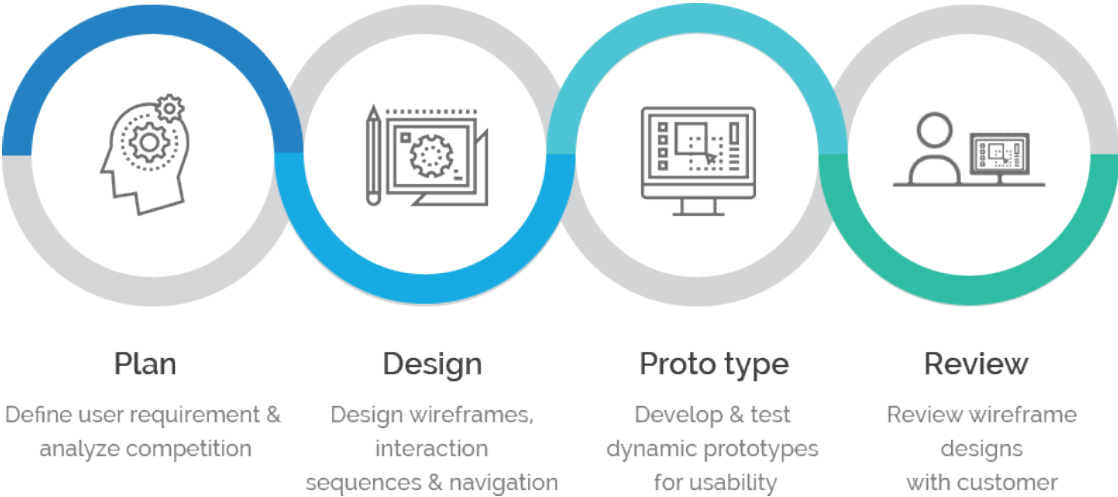 Plan
Define user requirement &
analyze competition
Design
Design wireframes,
interaction
sequences & navigation
Proto type
Develop & test
dynamic prototypes
for usability
Review
Review wireframe
designs
with customer